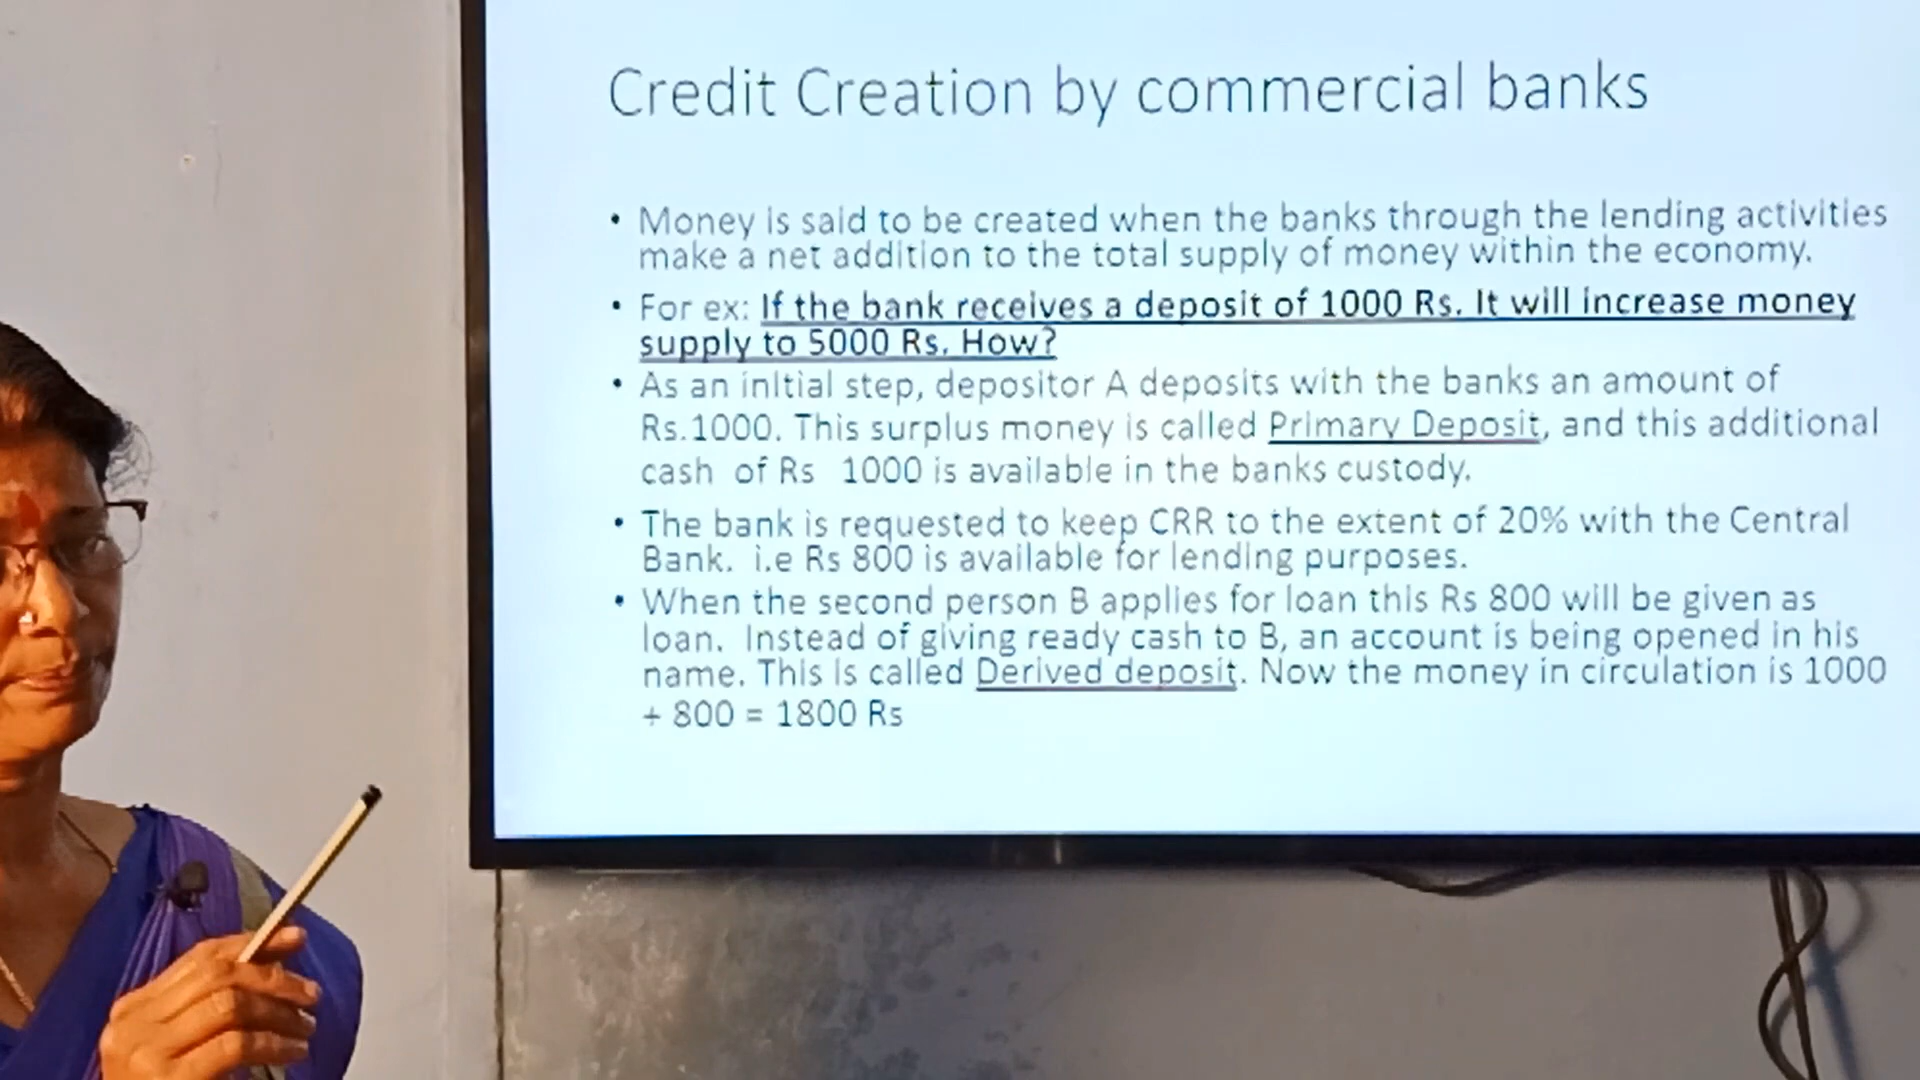 Credit Creation by commercial banks
• Money is said to be created when the banks through the lending activities
make a net addition to the total supply of money within the economy.
• For ex: If the bank receives a deposit of 1000 Rs. It will increase money
supply to 5000 Rs. How?
• As an initial step, depositor A deposits with the banks an amount of
Rs.1000. This surplus money is called Primary Deposit, and this additional
cash of Rs 1000 is available in the banks custody.
• The bank is requested to keep CRR to the extent of 20% with the Central
Bank. i.e Rs 800 is available for lending purposes.
• When the second person B applies for loan this Rs 800 will be given as
loan. Instead of giving ready cash to B, an account is being opened in his
name. This is called Derived deposit. Now the money in circulation is 1000
+ 800 = 1800 Rs